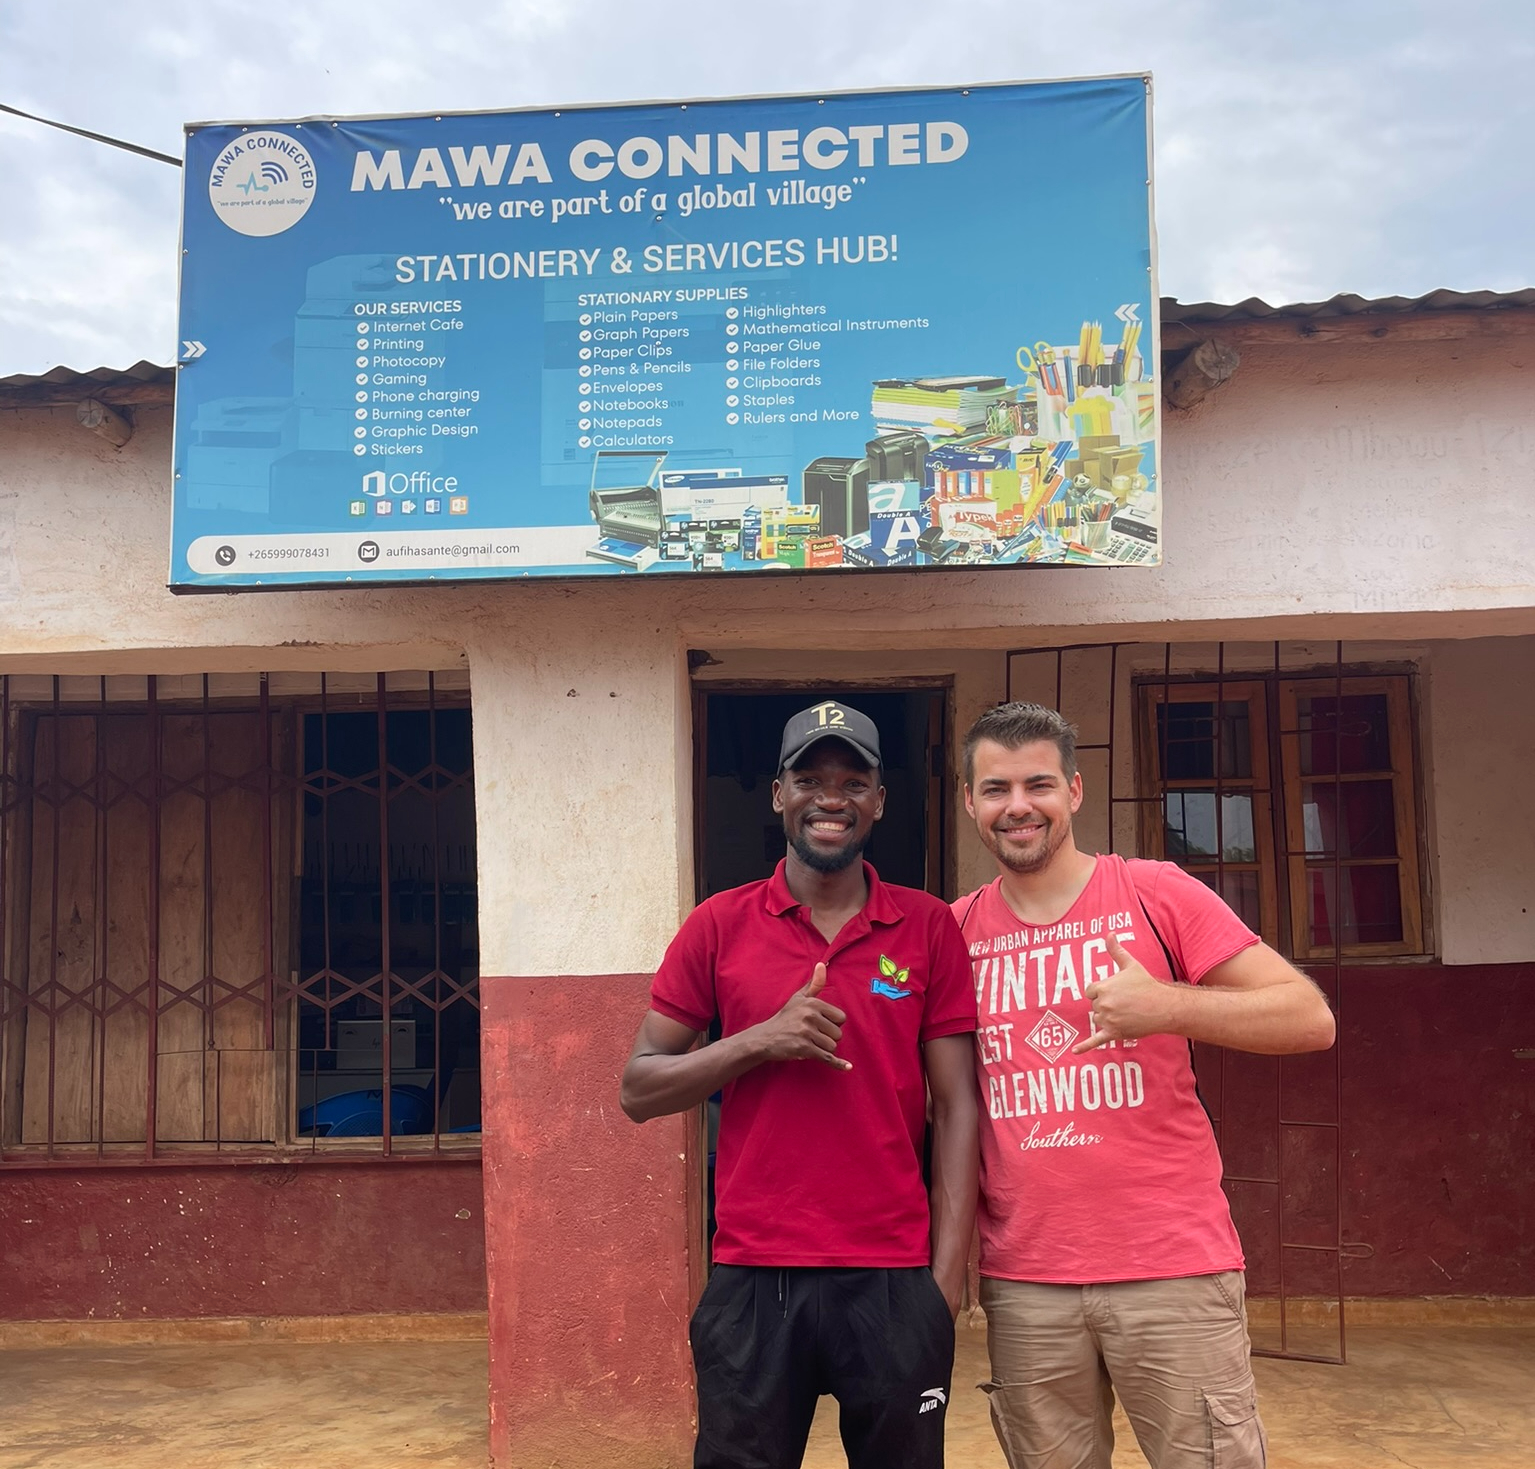 MAWA CONNECTED
"we are part of a global village"
MAWA CONNECTED
"we are part of a global village"
STATIONERY & SERVICES HUB!
OUR SERVICES
Internet Cafe
Printing
Photocopy
Gaming
Phone charging
Burning center
Graphic Design
Stickers
Office
STATIONARY SUPPLIES
Plain Papers
Graph Papers
Paper Clips
Pens & Pencils
Envelopes
Notebooks
Notepads
Calculators
Highlighters
Mathematical Instruments
Paper Glue
File Folders
Clipboards
Staples
Rulers and More
+265999078431
aufihasante@gmail.com
Double A
A
Scotch
T2
NEW URBAN APPAREL OF USA
VINTAGE
65
GLENWOOD
Southern
ANTA